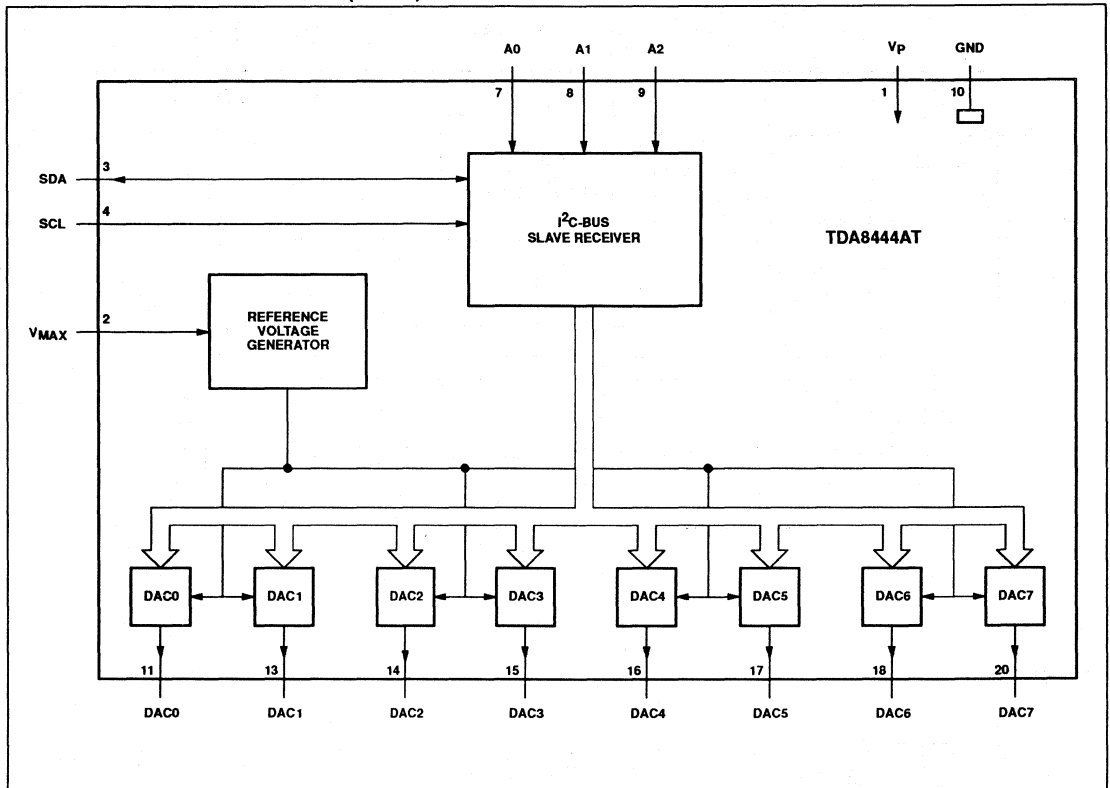 A0 A1 A2 VP GND
7 8 9 1 10
3
SDA
4
SCL
I2C-BUS
SLAVE RECEIVER
TDA8444AT
2
VMAX
REFERENCE
VOLTAGE
GENERATOR
DAC0 DAC1 DAC2 DAC3 DAC4 DAC5 DAC6 DAC7
11 13 14 15 16 17 18 20
DAC0 DAC1 DAC2 DAC3 DAC4 DAC5 DAC6 DAC7